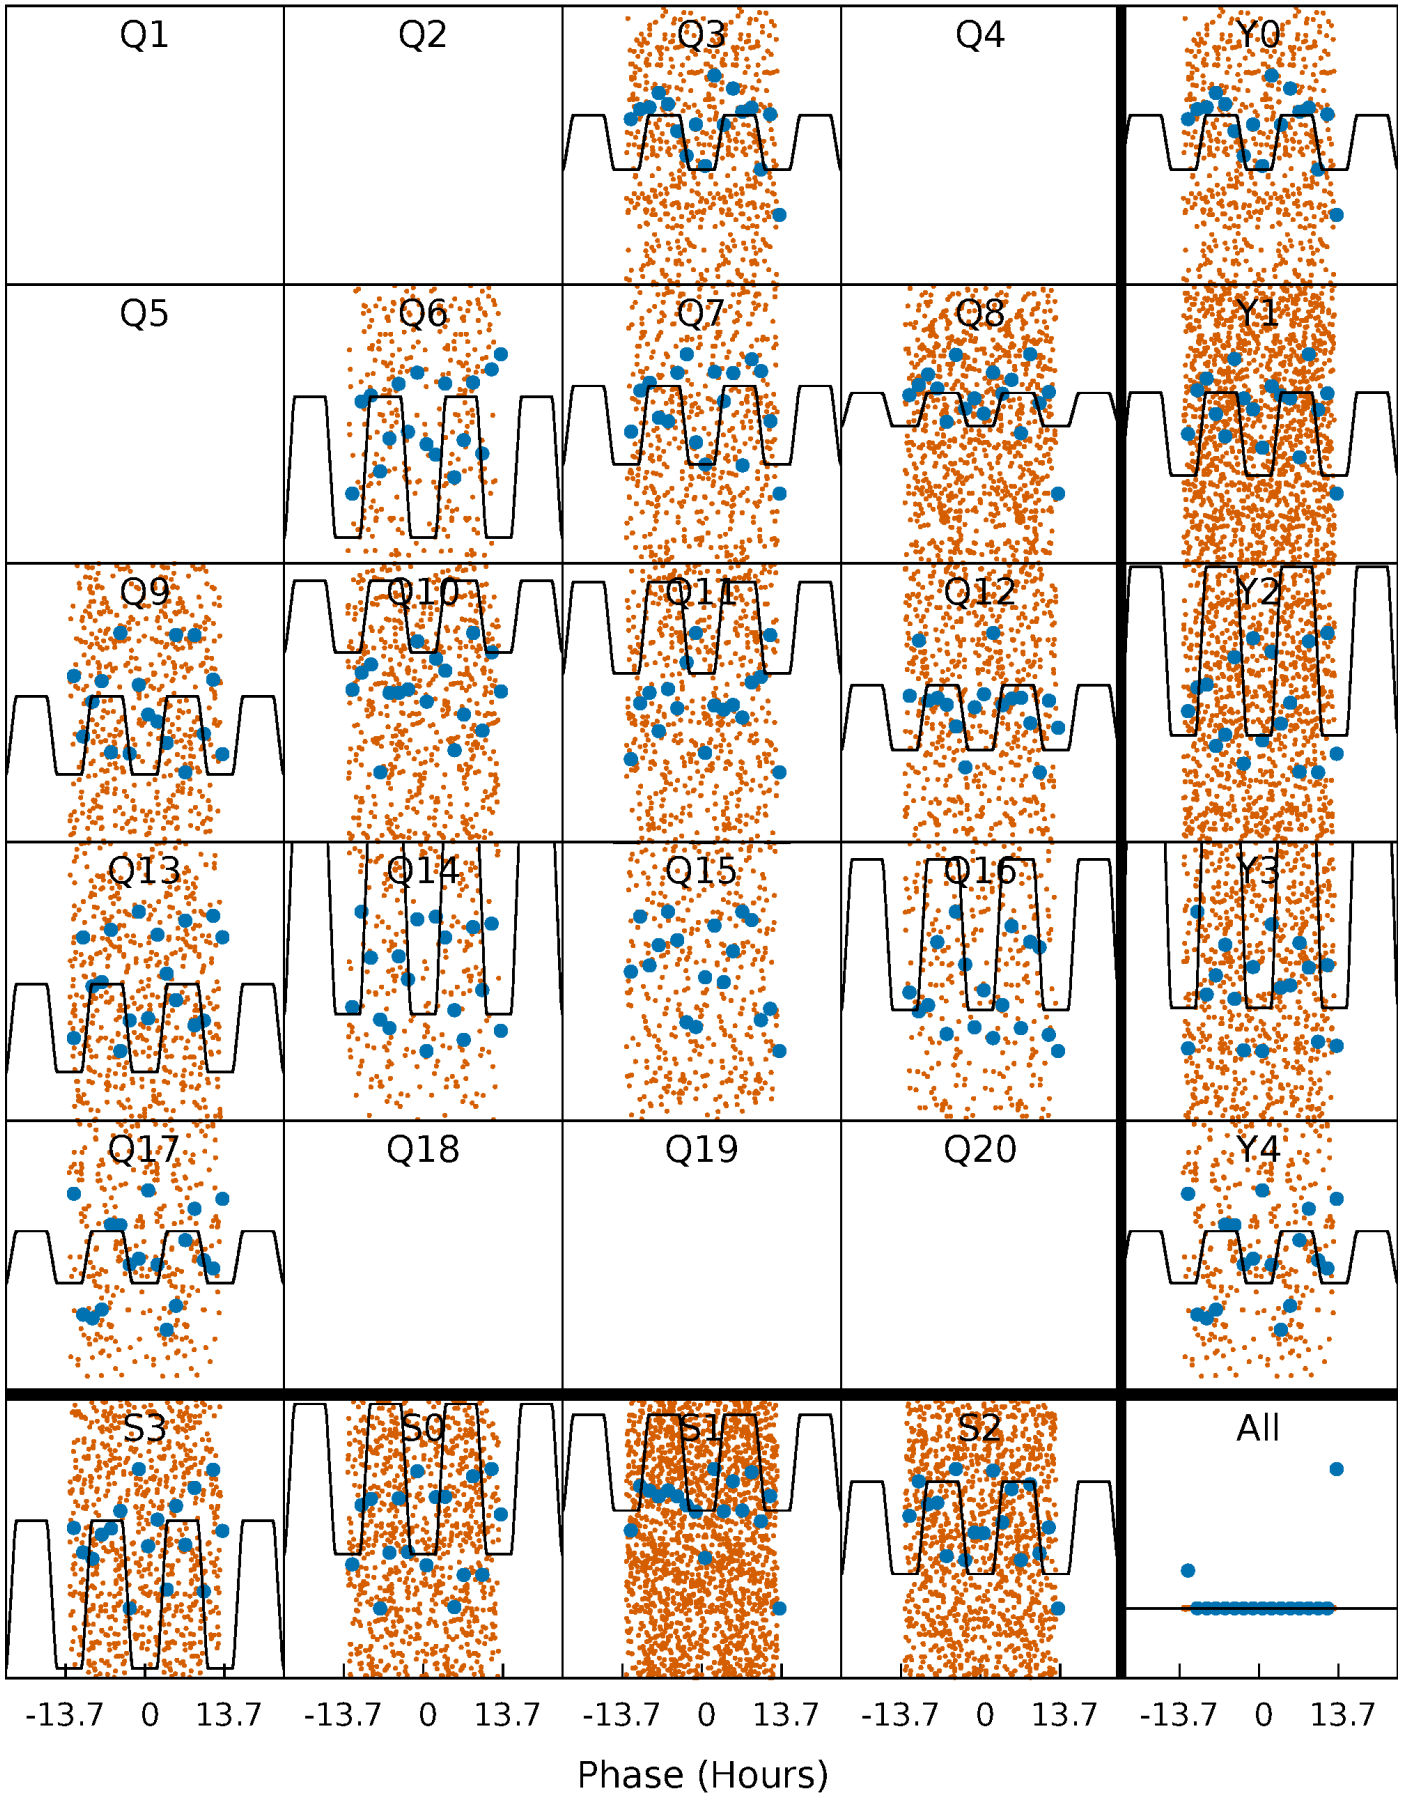 Q1 Q2 Q3 Q4 Y0
Q5 Q6 Q7 Q8 Y1
Q9 Q10 Q11 Q12 Y2
Q13 Q14 Q15 Q16 Y3
Q17 Q18 Q19 Q20 Y4
S3 S0 S1 S2 All
-13.7 0 13.7 -13.7 0 13.7 -13.7 0 13.7 -13.7 0 13.7 -13.7 0 13.7
Phase (Hours)